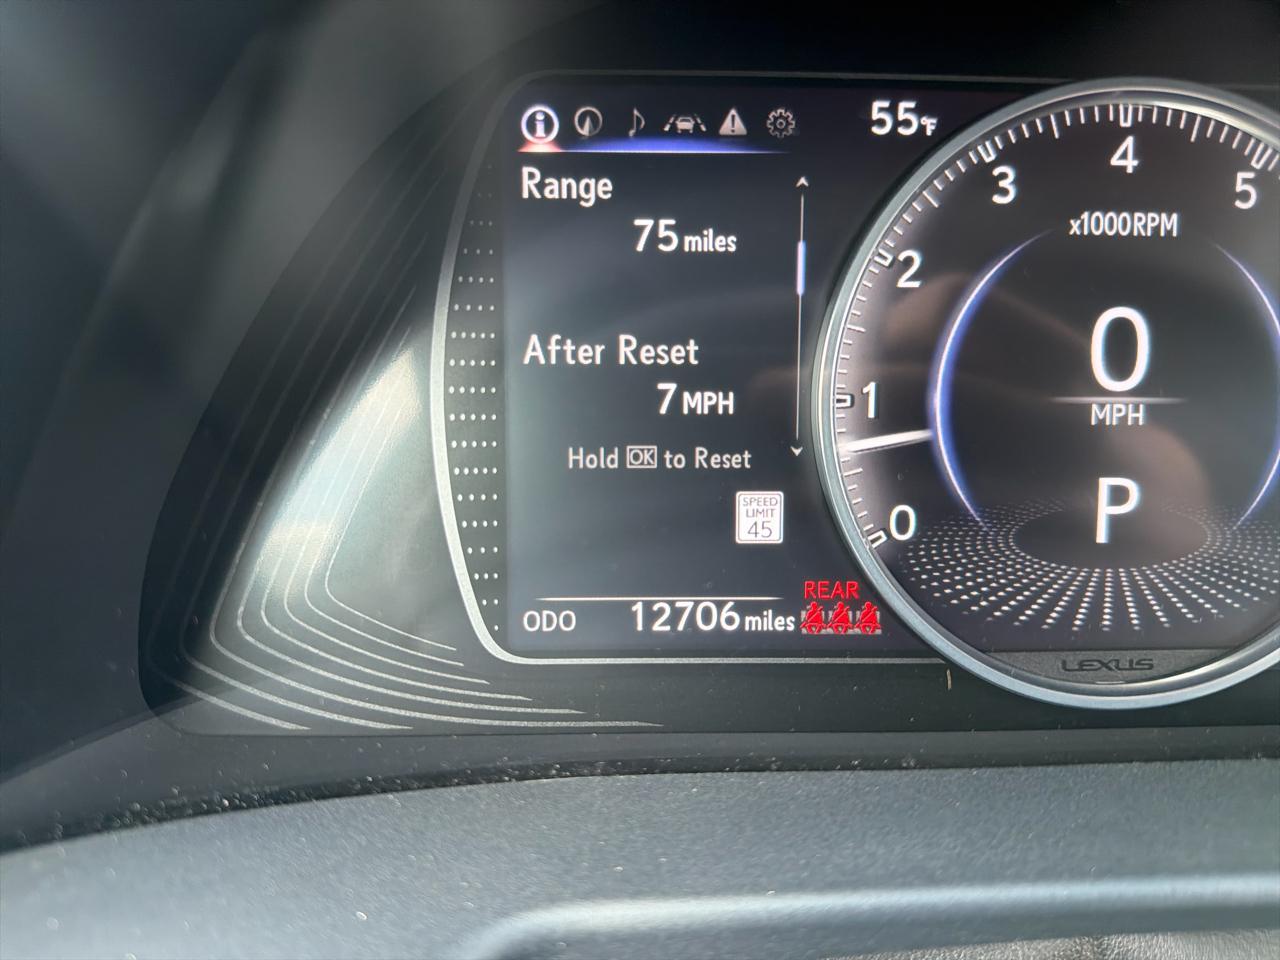 55°F
Range
75 miles
After Reset
7 MPH
Hold OK to Reset
SPEED
LIMIT
45
ODO 12706 miles
REAR
0
1
2
3
4
5
x1000RPM
0
MPH
P
LEXUS